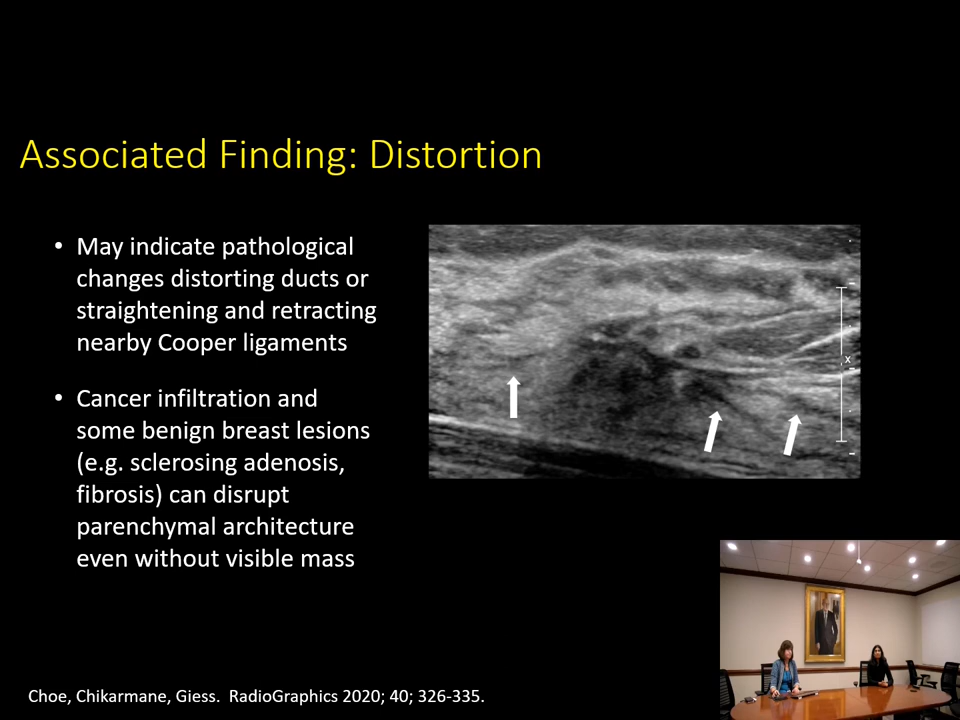 Associated Finding: Distortion
• May indicate pathological
changes distorting ducts or
straightening and retracting
nearby Cooper ligaments
• Cancer infiltration and
some benign breast lesions
(e.g. sclerosing adenosis,
fibrosis) can disrupt
parenchymal architecture
even without visible mass
x
Choe, Chikarmane, Giess. RadioGraphics 2020; 40; 326-335.